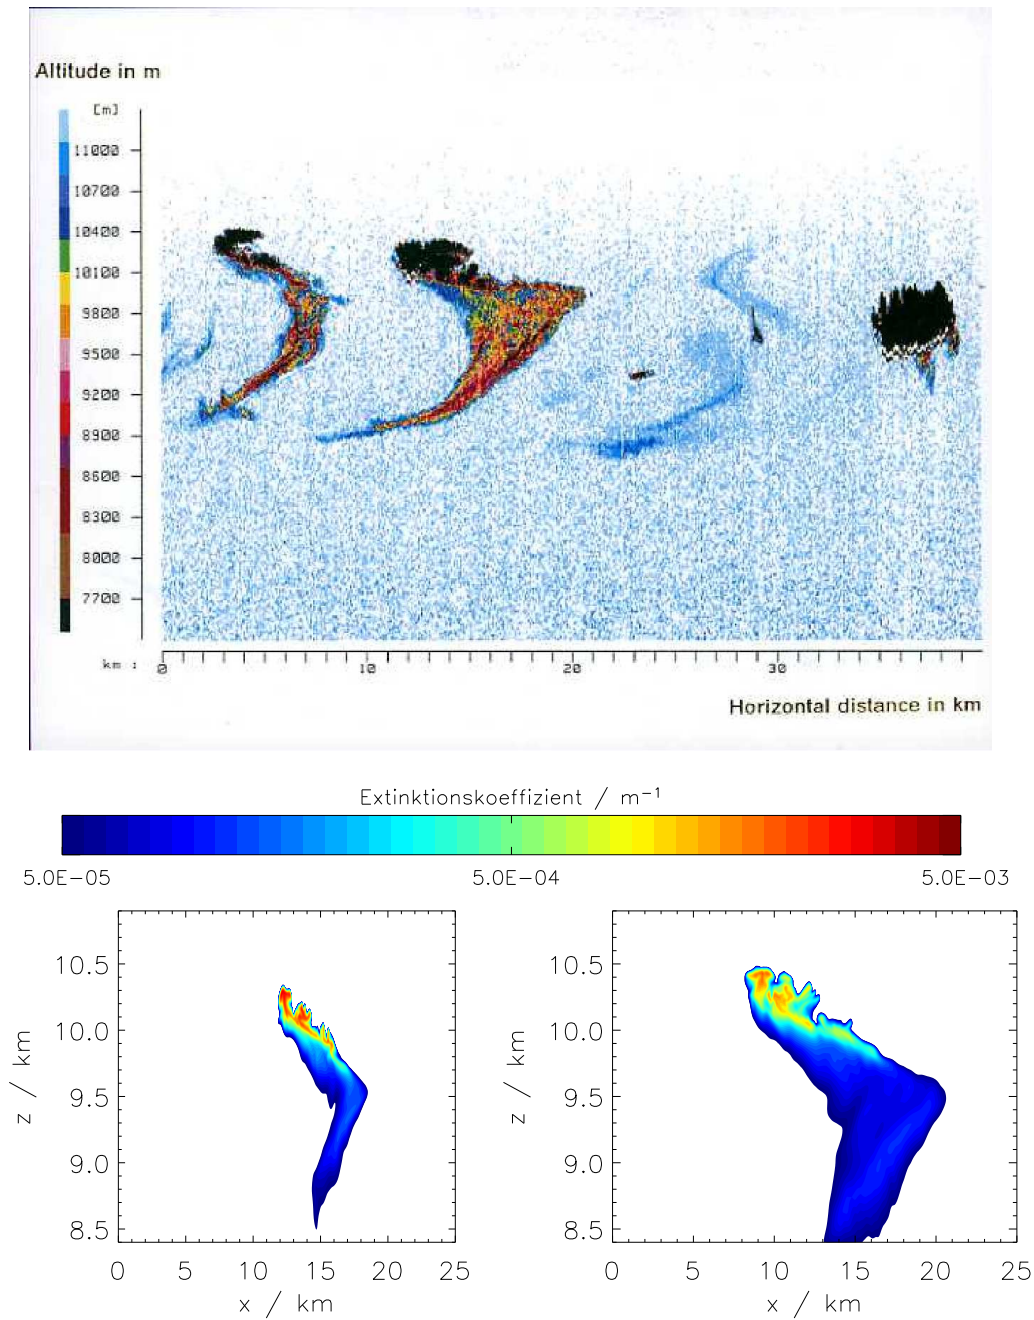 Altitude in m
[m]
11000
10700
10400
10100
9800
9500
9200
8900
8600
8300
8000
7700
km :
0 10 20 30
Horizontal distance in km
Extinktionskoeffizient / m⁻¹
5.0E−05 5.0E−04 5.0E−03
z / km
10.5
10.0
9.5
9.0
8.5
0 5 10 15 20 25
x / km
z / km
10.5
10.0
9.5
9.0
8.5
0 5 10 15 20 25
x / km